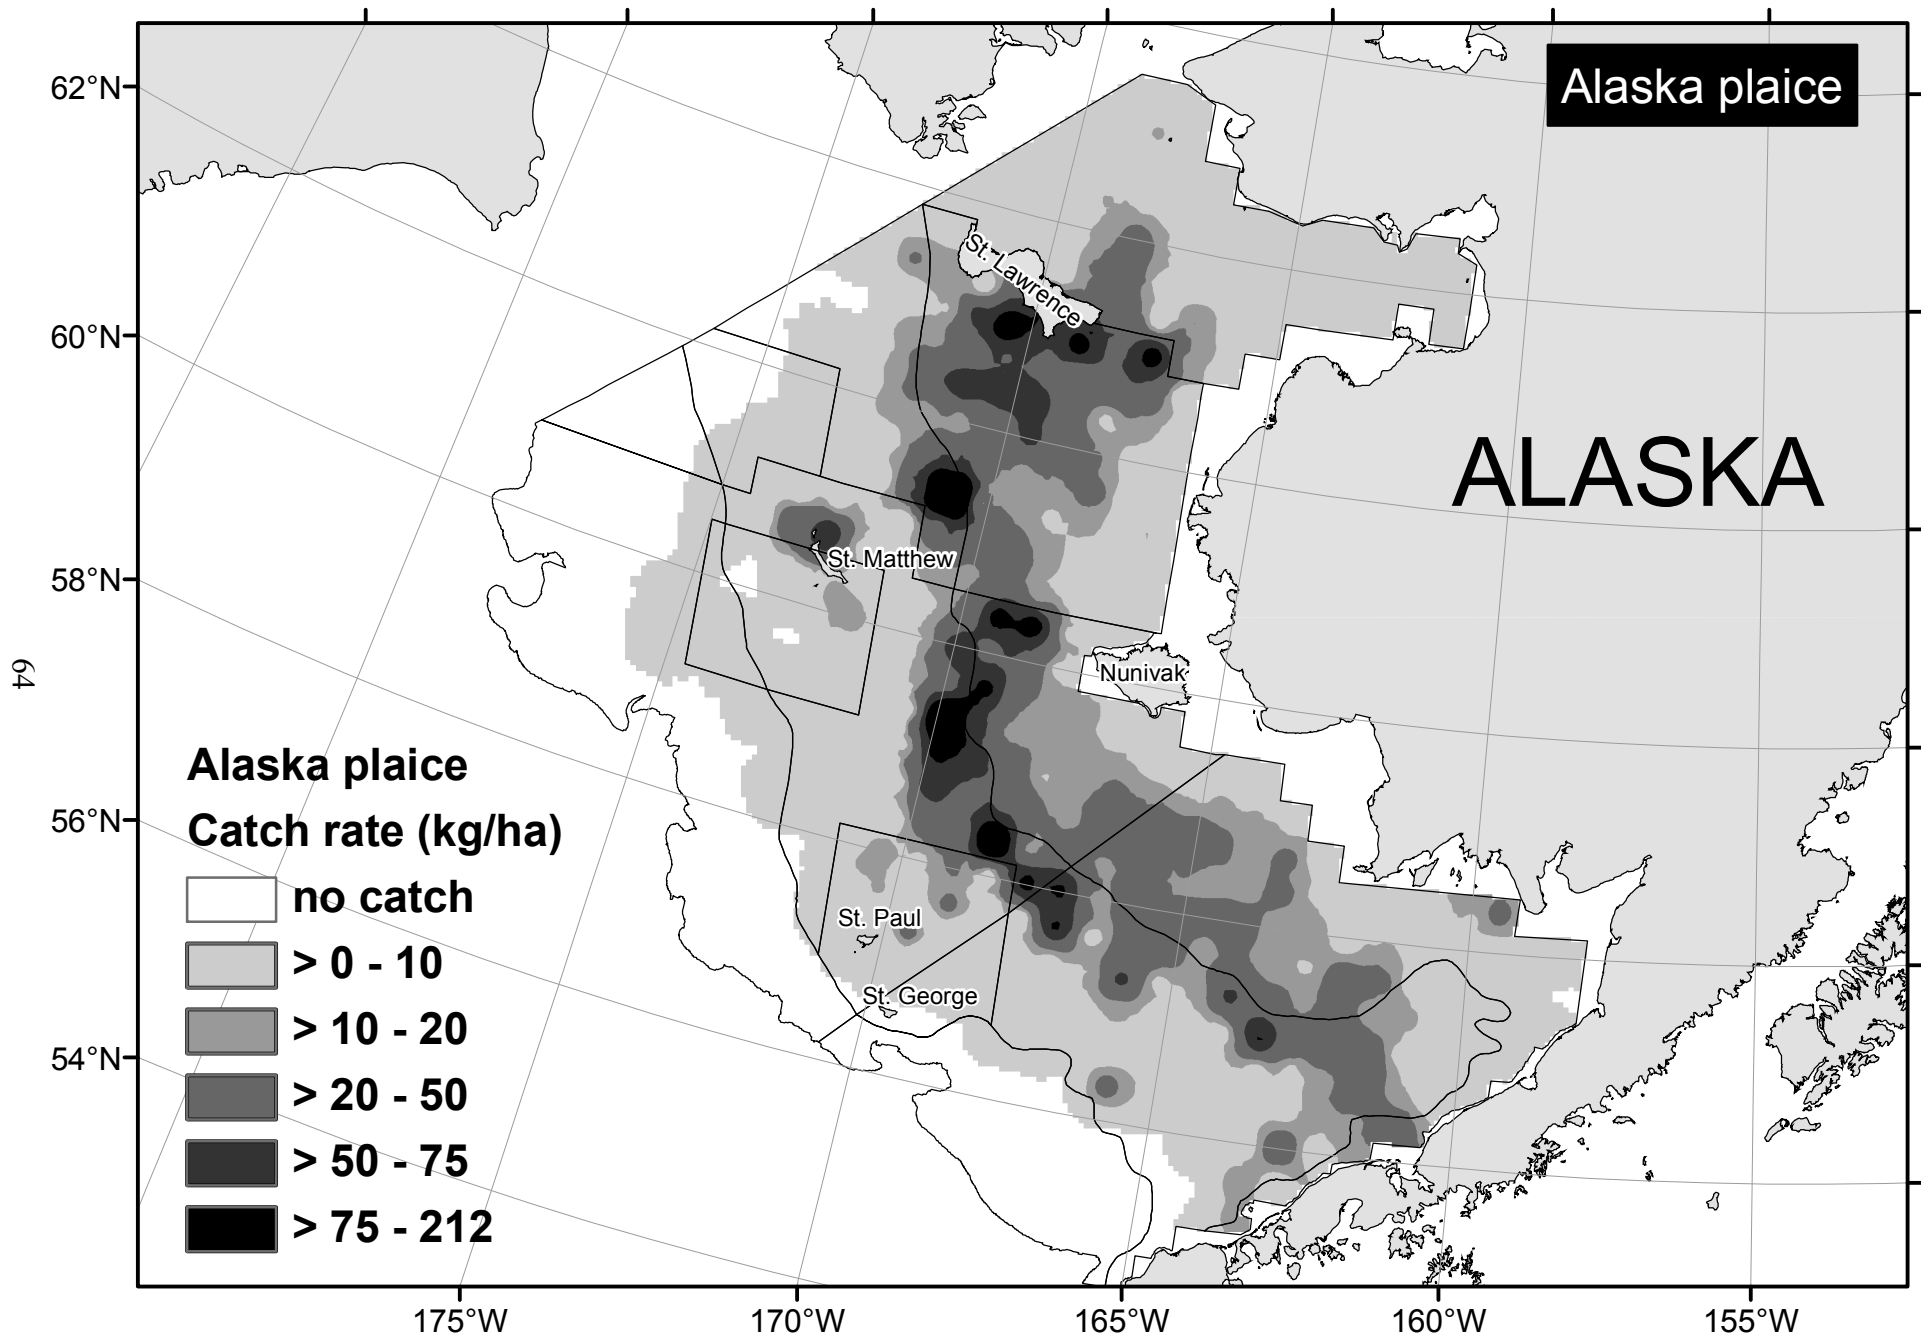 Alaska plaice
62°N
60°N
58°N
56°N
54°N
64
St. Lawrence
ALASKA
St. Matthew
Nunivak
St. Paul
St. George
Alaska plaice
Catch rate (kg/ha)
no catch
> 0 - 10
> 10 - 20
> 20 - 50
> 50 - 75
> 75 - 212
175°W
170°W
165°W
160°W
155°W